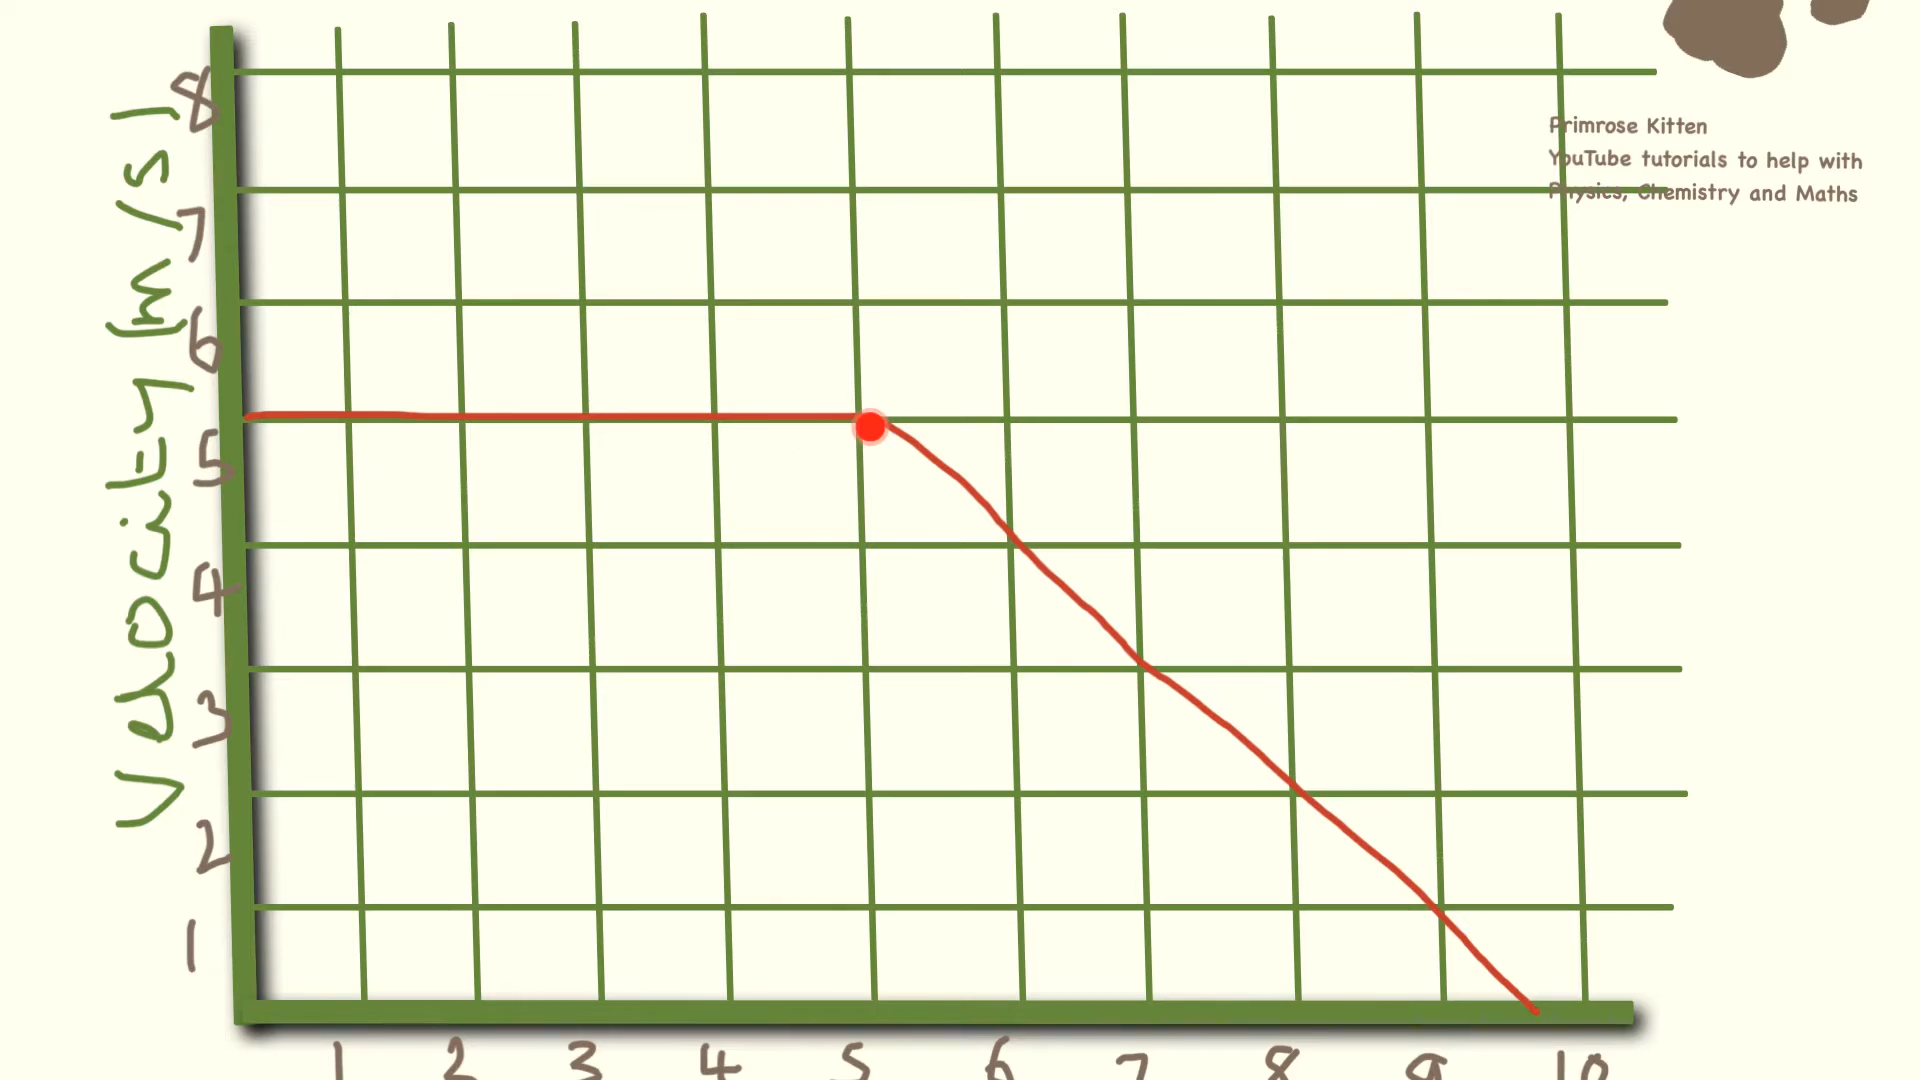 Primrose Kitten
YouTube tutorials to help with
Physics, Chemistry and Maths
Velocity (m/s)
8
7
6
5
4
3
2
1
1 2 3 4 5 6 7 8 9 10